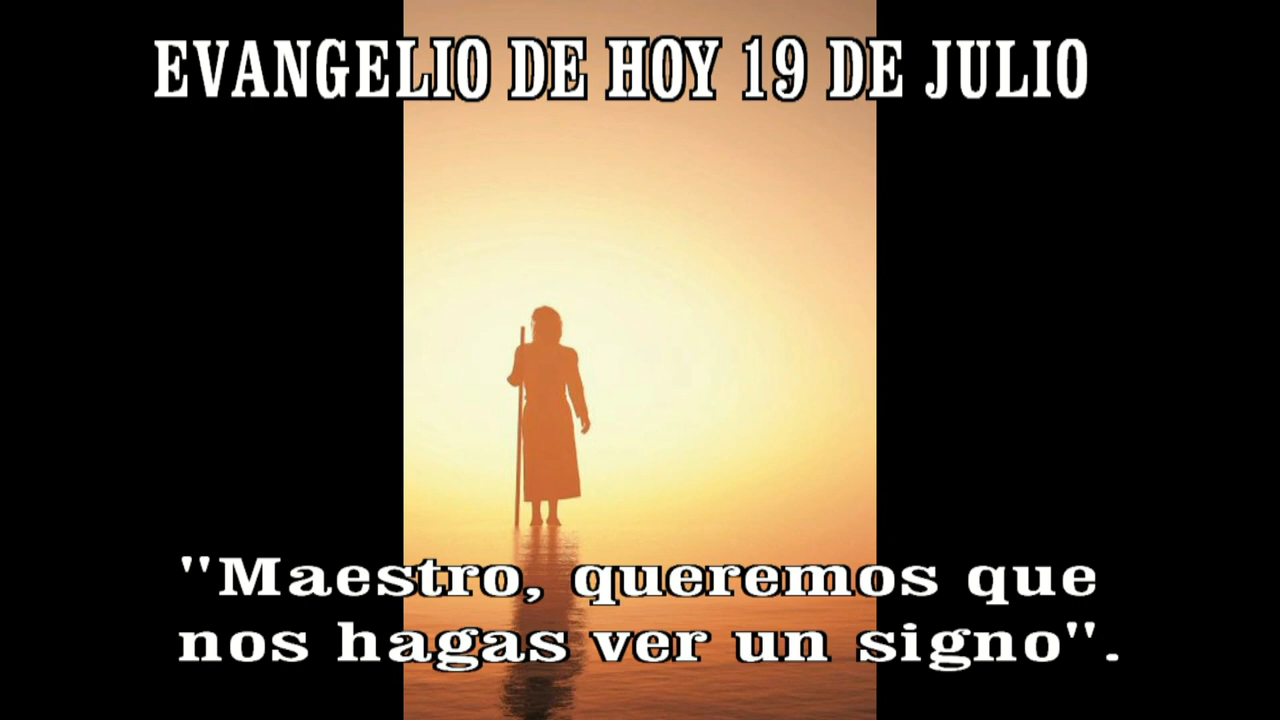 EVANGELIO DE HOY 19 DE JULIO
"Maestro, queremos que
nos hagas ver un signo".